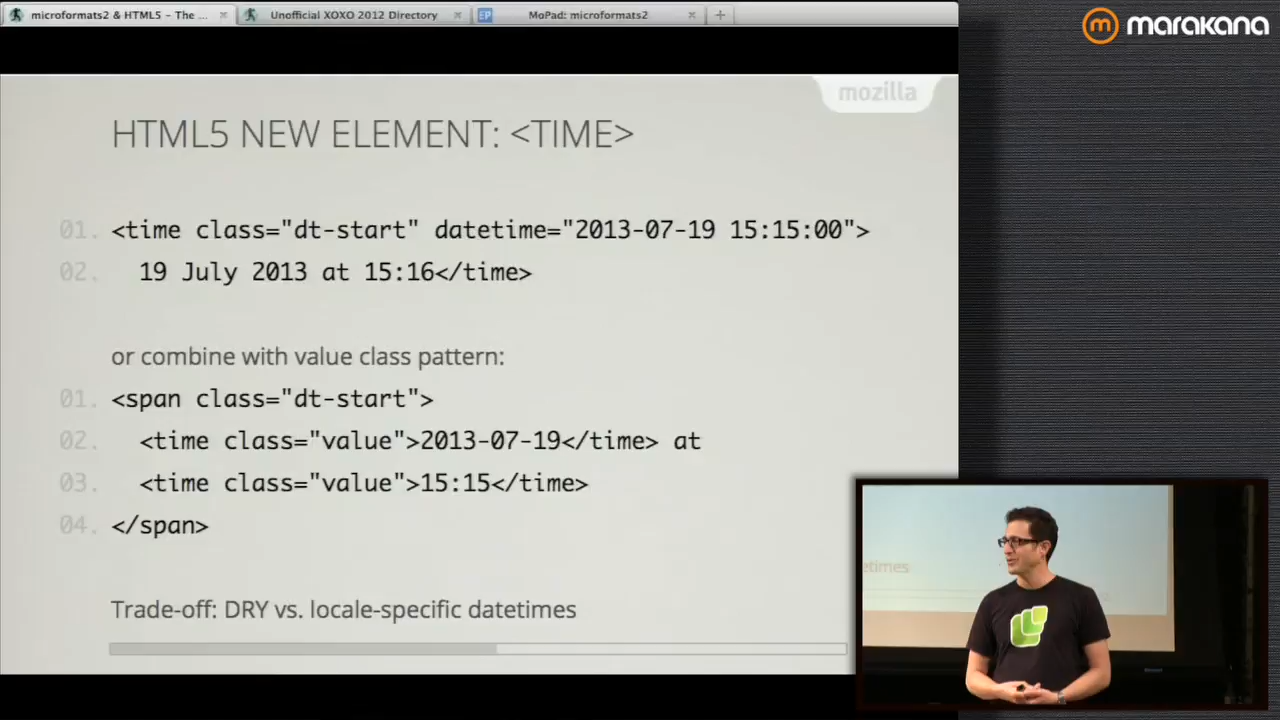 microformats2 & HTML5 - The ...
Unofficial XOXO 2012 Directory
EP
MoPad: microformats2
marakana
mozilla
HTML5 NEW ELEMENT: <TIME>
01. <time class="dt-start" datetime="2013-07-19 15:15:00">
02. 19 July 2013 at 15:16</time>
or combine with value class pattern:
01. <span class="dt-start">
02. <time class="value">2013-07-19</time> at
03. <time class="value">15:15</time>
04. </span>
etimes
Trade-off: DRY vs. locale-specific datetimes